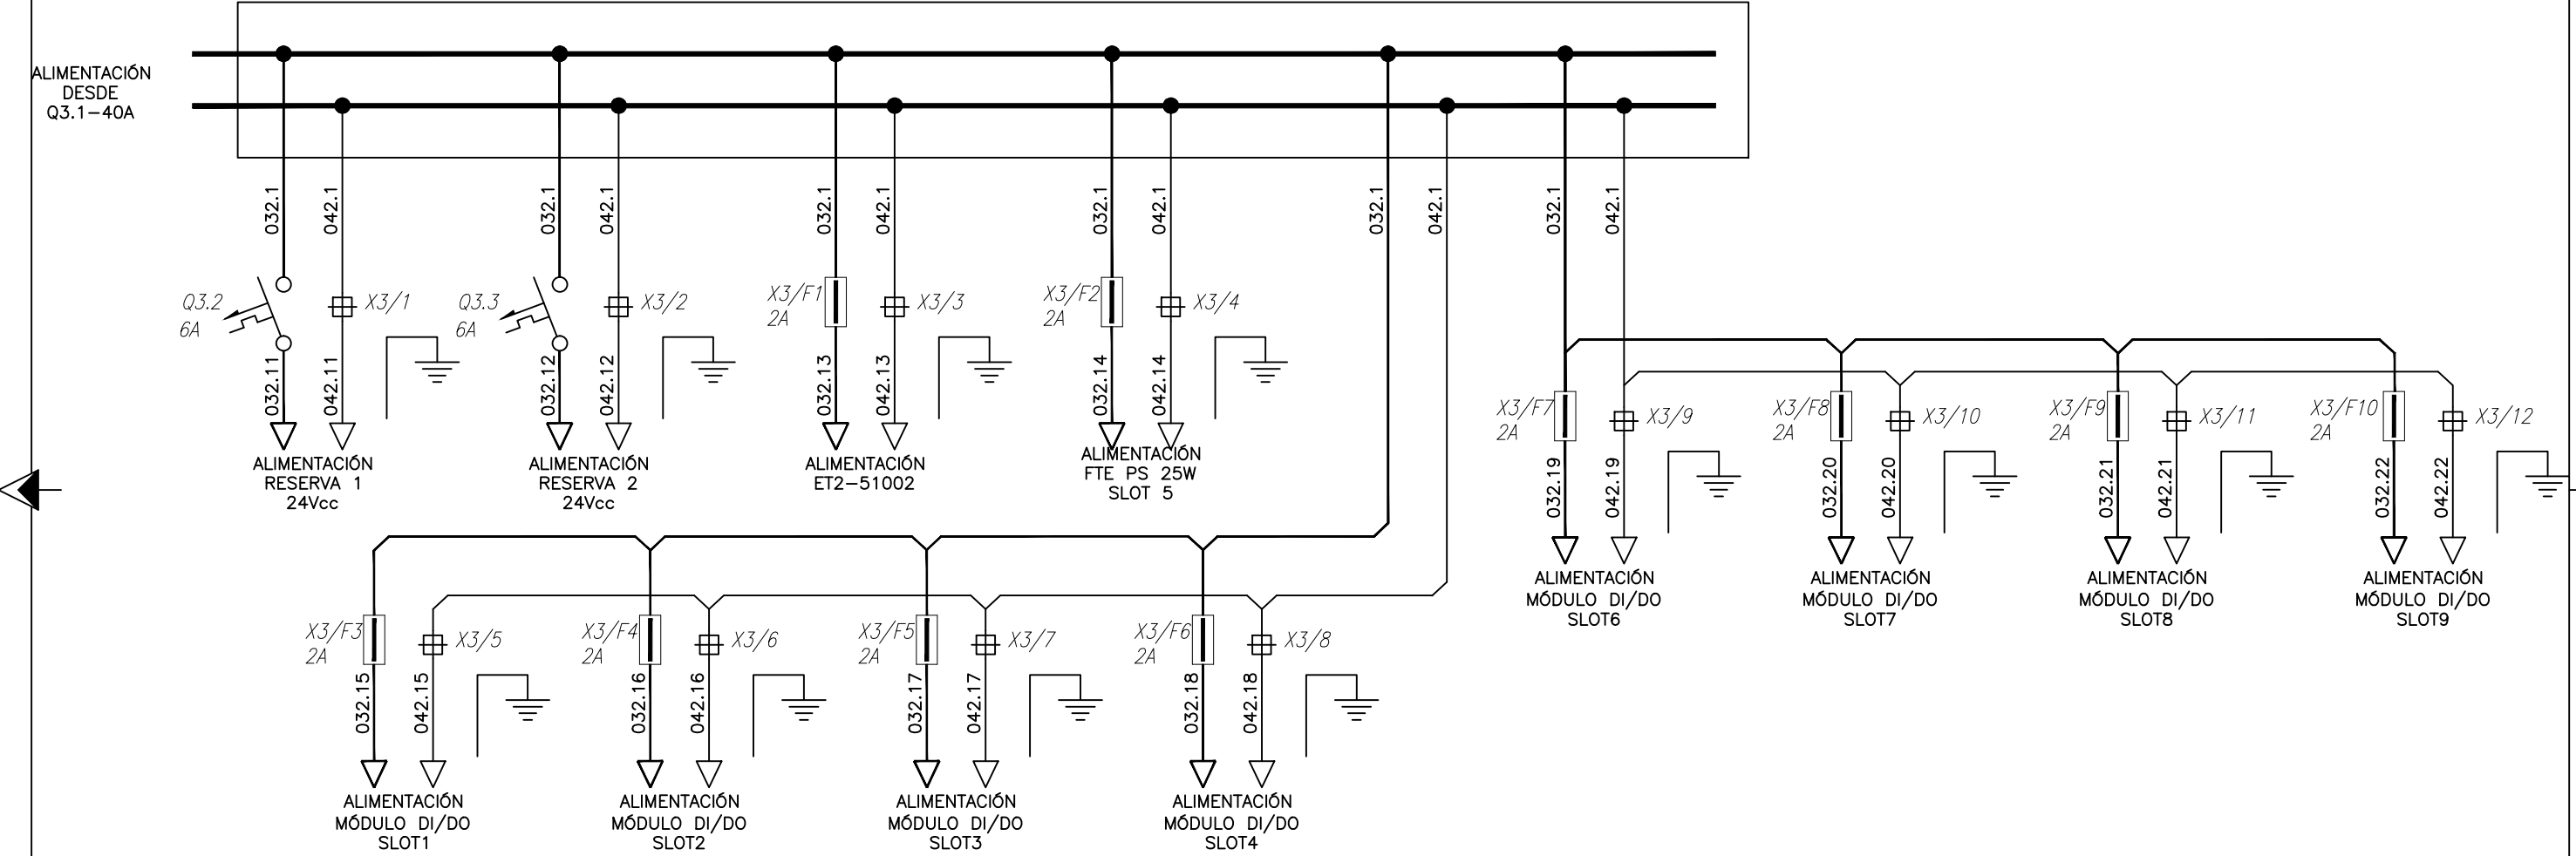 ALIMENTACIÓN
DESDE
Q3.1-40A
032.1
042.1
032.1
042.1
032.1
042.1
032.1
042.1
032.1
042.1
032.1
042.1
Q3.2
6A
X3/1
Q3.3
6A
X3/2
X3/F1
2A
X3/3
X3/F2
2A
X3/4
032.11
042.11
032.12
042.12
032.13
042.13
032.14
042.14
ALIMENTACIÓN
RESERVA 1
24Vcc
ALIMENTACIÓN
RESERVA 2
24Vcc
ALIMENTACIÓN
ET2-51002
ALIMENTACIÓN
FTE PS 25W
SLOT 5
X3/F7
2A
X3/9
X3/F8
2A
X3/10
X3/F9
2A
X3/11
X3/F10
2A
X3/12
032.19
042.19
032.20
042.20
032.21
042.21
032.22
042.22
ALIMENTACIÓN
MÓDULO DI/DO
SLOT6
ALIMENTACIÓN
MÓDULO DI/DO
SLOT7
ALIMENTACIÓN
MÓDULO DI/DO
SLOT8
ALIMENTACIÓN
MÓDULO DI/DO
SLOT9
X3/F3
2A
X3/5
X3/F4
2A
X3/6
X3/F5
2A
X3/7
X3/F6
2A
X3/8
032.15
042.15
032.16
042.16
032.17
042.17
032.18
042.18
ALIMENTACIÓN
MÓDULO DI/DO
SLOT1
ALIMENTACIÓN
MÓDULO DI/DO
SLOT2
ALIMENTACIÓN
MÓDULO DI/DO
SLOT3
ALIMENTACIÓN
MÓDULO DI/DO
SLOT4